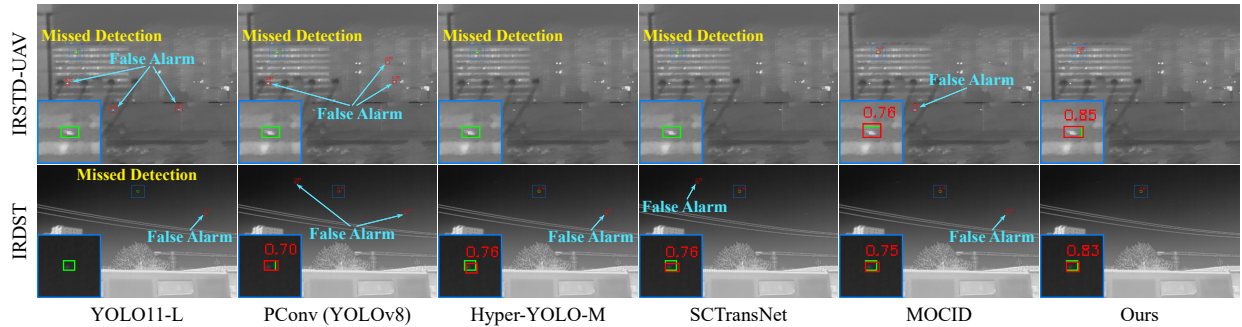 IRSTD-UAV
Missed Detection
False Alarm
Missed Detection
False Alarm
Missed Detection
Missed Detection
False Alarm
0.76
0.85
IRDST
Missed Detection
False Alarm
False Alarm
0.70
False Alarm
0.76
False Alarm
0.76
False Alarm
0.75
0.83
YOLO11-L
PConv (YOLOv8)
Hyper-YOLO-M
SCTransNet
MOCID
Ours